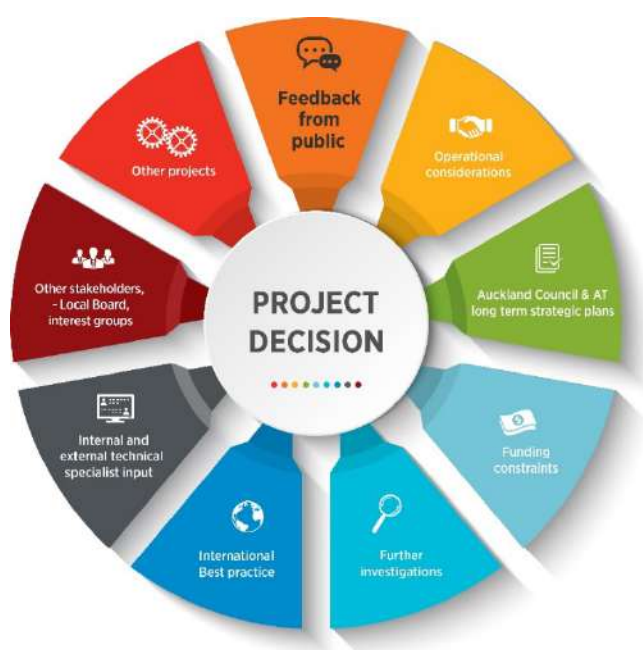 Feedback
from
public
Operational
considerations
Auckland Council & AT
long term strategic plans
Funding
constraints
Further
investigations
International
Best practice
Internal and
external technical
specialist input
Other stakeholders,
- Local Board,
interest groups
Other projects
PROJECT
DECISION